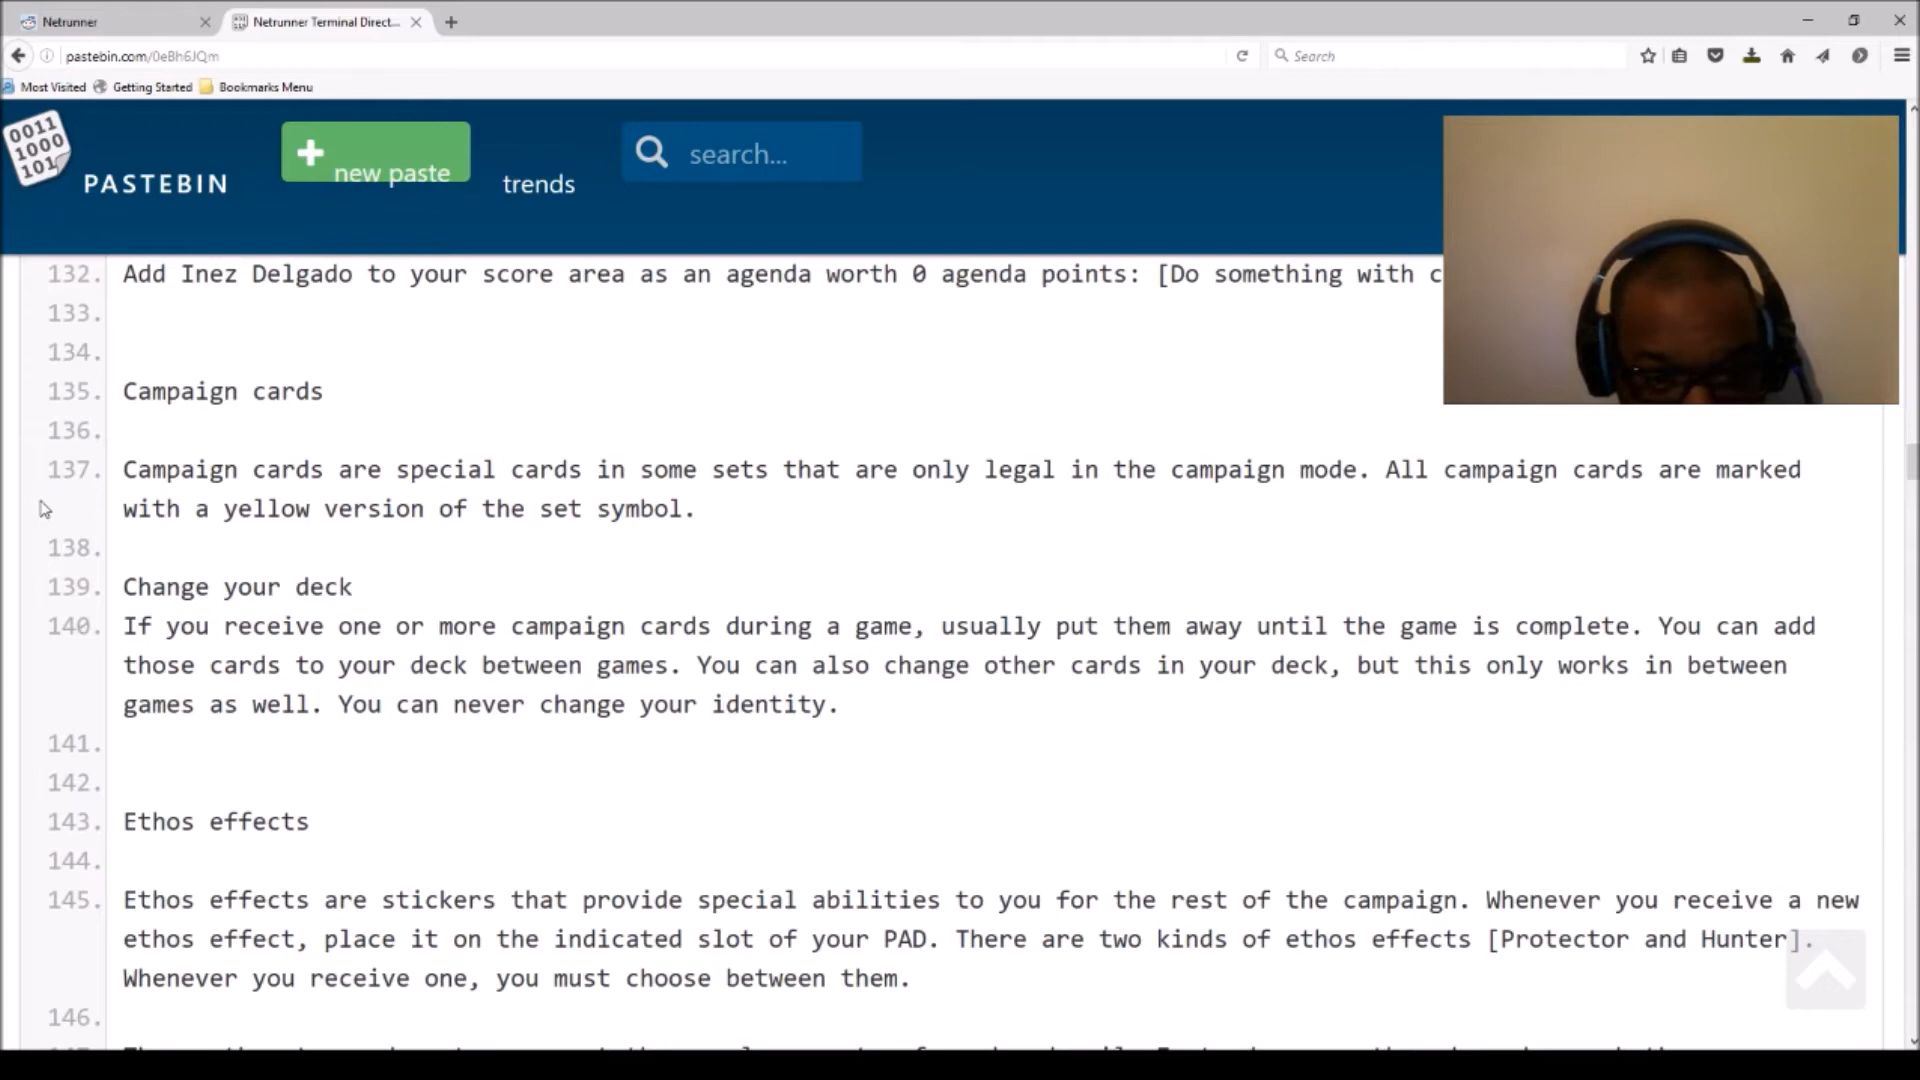 Netrunner
Netrunner Terminal Direct...
pastebin.com/0eBh6JQm
Search
Most Visited
Getting Started
Bookmarks Menu
0011
1000
101
PASTEBIN
new paste
trends
search...
132. Add Inez Delgado to your score area as an agenda worth 0 agenda points: [Do something with c
133.
134.
135. Campaign cards
136.
137. Campaign cards are special cards in some sets that are only legal in the campaign mode. All campaign cards are marked
with a yellow version of the set symbol.
138.
139. Change your deck
140. If you receive one or more campaign cards during a game, usually put them away until the game is complete. You can add
those cards to your deck between games. You can also change other cards in your deck, but this only works in between
games as well. You can never change your identity.
141.
142.
143. Ethos effects
144.
145. Ethos effects are stickers that provide special abilities to you for the rest of the campaign. Whenever you receive a new
ethos effect, place it on the indicated slot of your PAD. There are two kinds of ethos effects [Protector and Hunter].
Whenever you receive one, you must choose between them.
146.